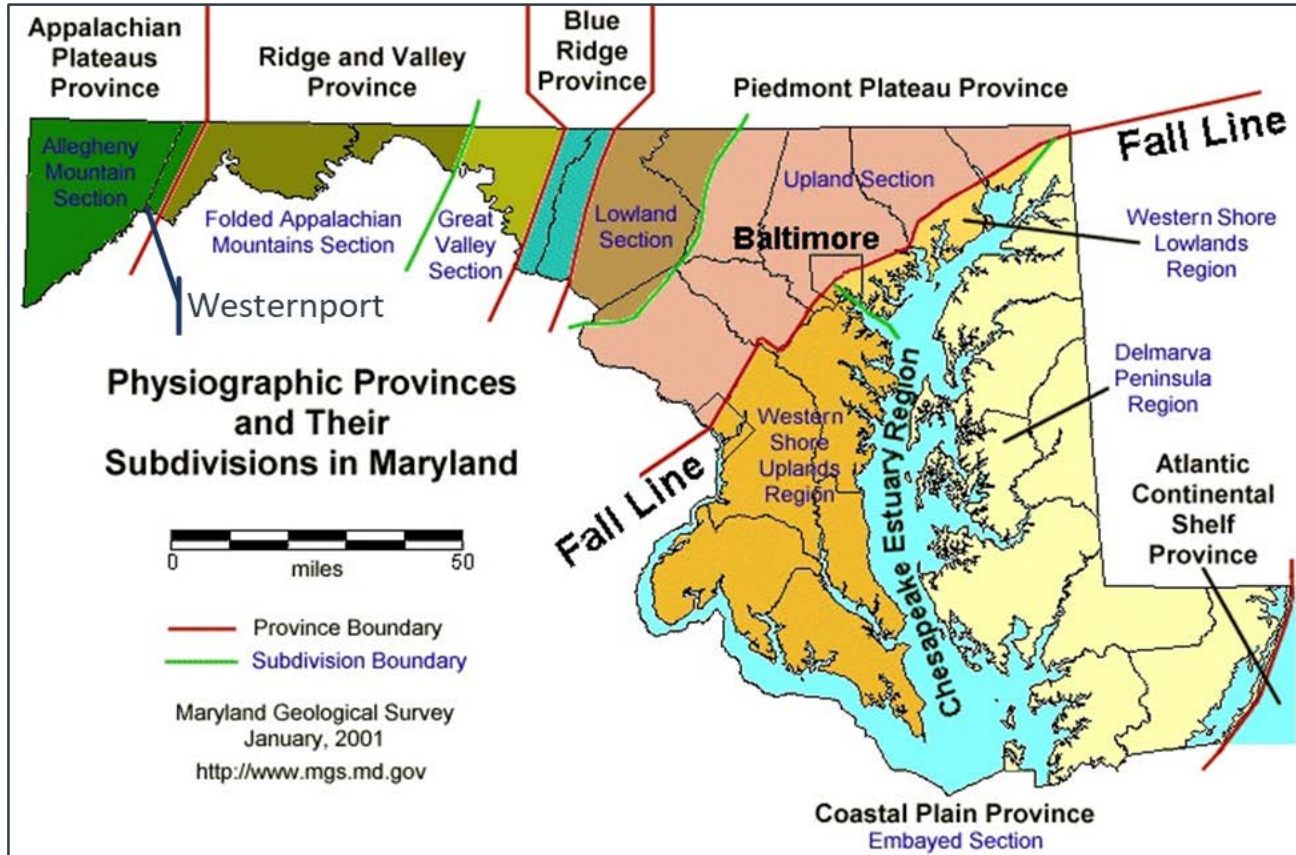 Appalachian
Plateaus
Province
Ridge and Valley
Province
Blue
Ridge
Province
Piedmont Plateau Province
Fall Line
Allegheny
Mountain
Section
Folded Appalachian
Mountains Section
Great
Valley
Section
Lowland
Section
Upland Section
Baltimore
Western Shore
Lowlands
Region
Westernport
Delmarva
Peninsula
Region
Physiographic Provinces
and Their
Subdivisions in Maryland
Western
Shore
Uplands
Region
Chesapeake Estuary Region
Fall Line
Atlantic
Continental
Shelf
Province
0
50
miles
Province Boundary
Subdivision Boundary
Maryland Geological Survey
January, 2001
http://www.mgs.md.gov
Coastal Plain Province
Embayed Section